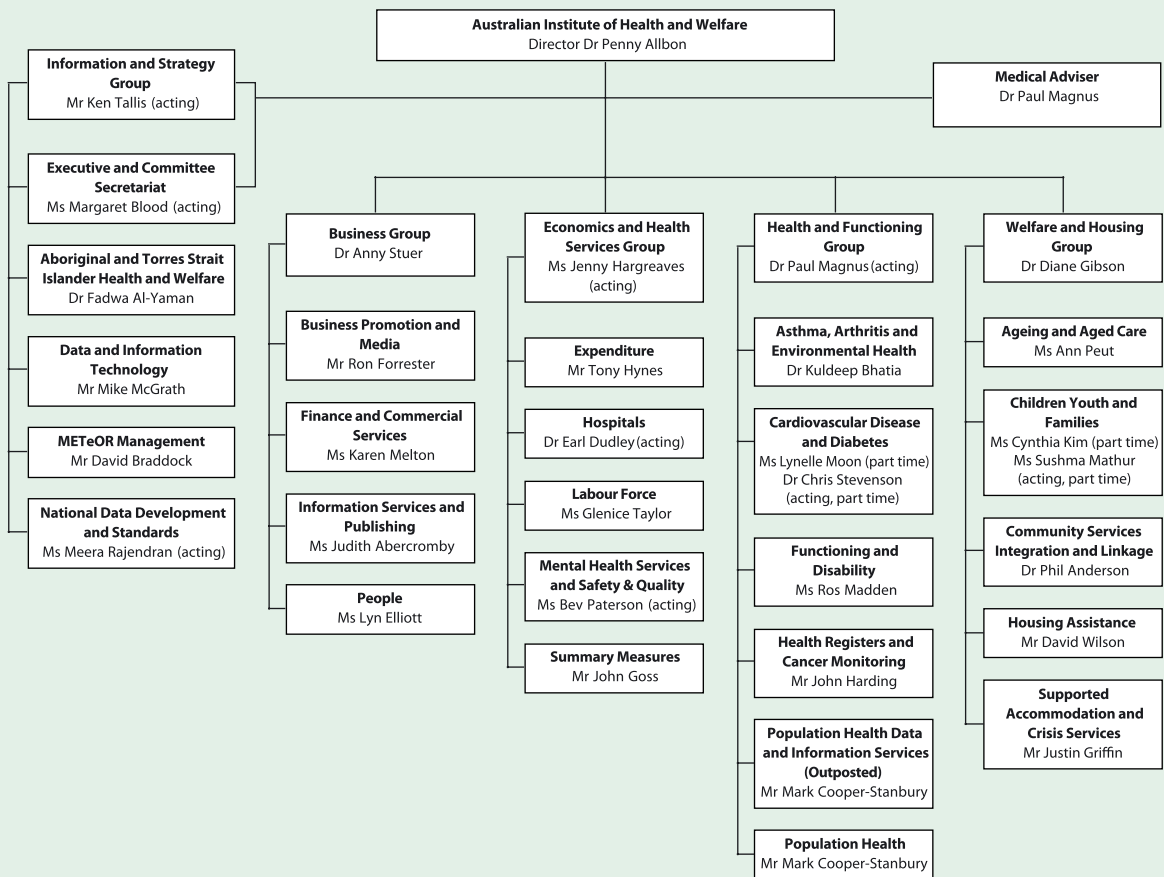 Australian Institute of Health and Welfare
Director Dr Penny Allbon
Medical Adviser
Dr Paul Magnus
Information and Strategy
Group
Mr Ken Tallis (acting)
Executive and Committee
Secretariat
Ms Margaret Blood (acting)
Aboriginal and Torres Strait
Islander Health and Welfare
Dr Fadwa Al-Yaman
Data and Information
Technology
Mr Mike McGrath
METeOR Management
Mr David Braddock
National Data Development
and Standards
Ms Meera Rajendran (acting)
Business Group
Dr Anny Stuer
Business Promotion and
Media
Mr Ron Forrester
Finance and Commercial
Services
Ms Karen Melton
Information Services and
Publishing
Ms Judith Abercromby
People
Ms Lyn Elliott
Economics and Health
Services Group
Ms Jenny Hargreaves
(acting)
Expenditure
Mr Tony Hynes
Hospitals
Dr Earl Dudley (acting)
Labour Force
Ms Glenice Taylor
Mental Health Services
and Safety & Quality
Ms Bev Paterson (acting)
Summary Measures
Mr John Goss
Health and Functioning
Group
Dr Paul Magnus (acting)
Asthma, Arthritis and
Environmental Health
Dr Kuldeep Bhatia
Cardiovascular Disease
and Diabetes
Ms Lynelle Moon (part time)
Dr Chris Stevenson
(acting, part time)
Functioning and
Disability
Ms Ros Madden
Health Registers and
Cancer Monitoring
Mr John Harding
Population Health Data
and Information Services
(Outposted)
Mr Mark Cooper-Stanbury
Population Health
Mr Mark Cooper-Stanbury
Welfare and Housing
Group
Dr Diane Gibson
Ageing and Aged Care
Ms Ann Peut
Children Youth and
Families
Ms Cynthia Kim (part time)
Ms Sushma Mathur
(acting, part time)
Community Services
Integration and Linkage
Dr Phil Anderson
Housing Assistance
Mr David Wilson
Supported
Accommodation and
Crisis Services
Mr Justin Griffin